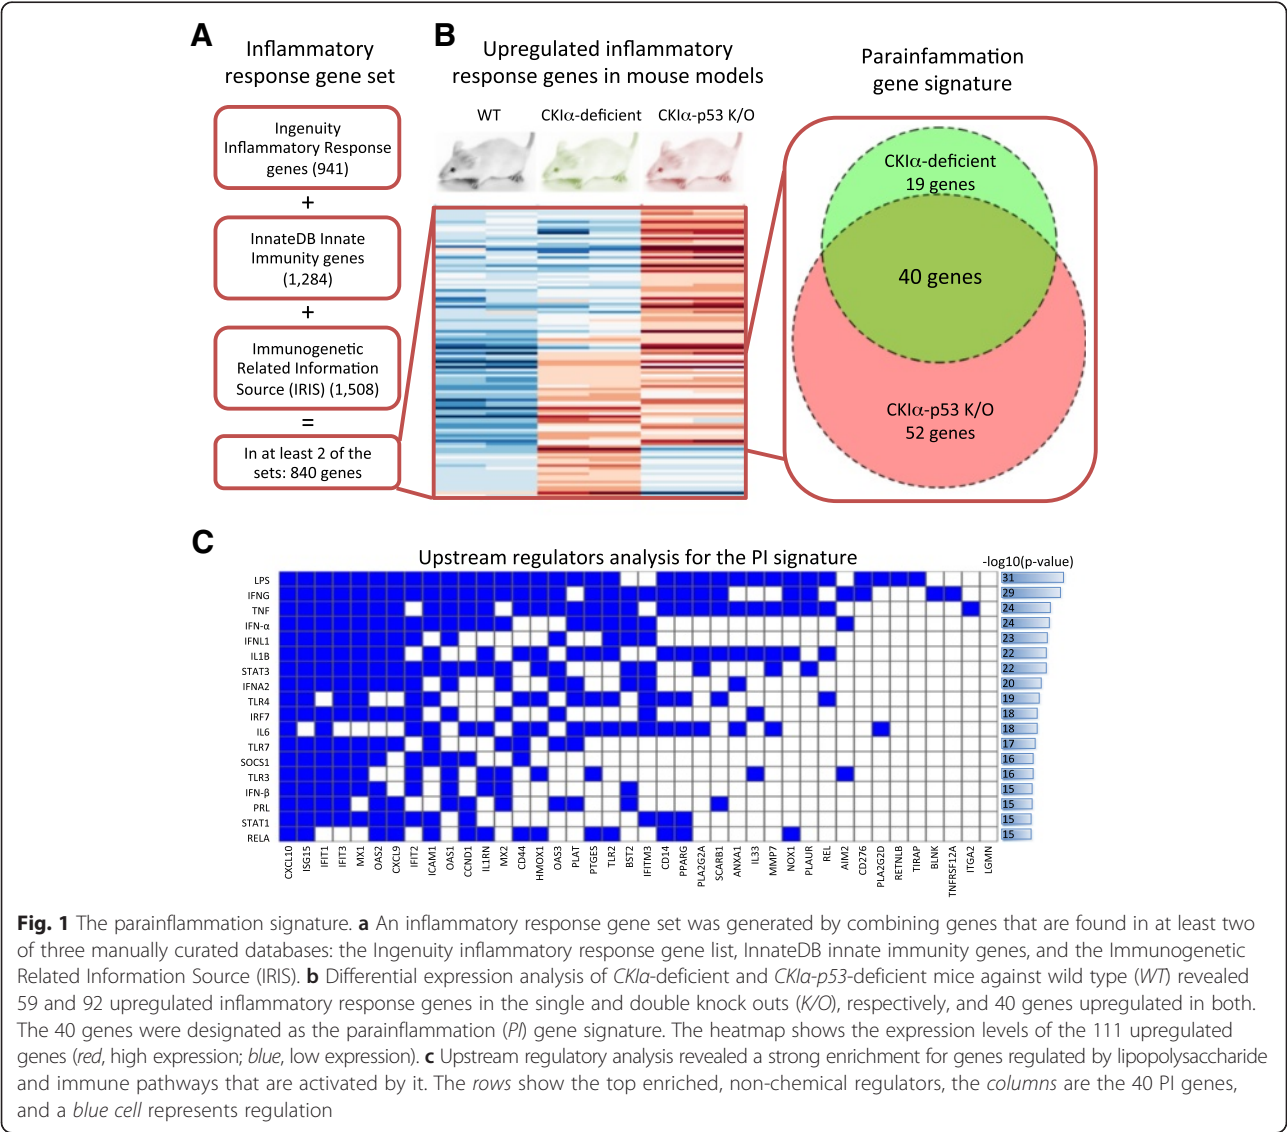 A
Inflammatory
response gene set
Ingenuity
Inflammatory Response
genes (941)
+
InnateDB Innate
Immunity genes
(1,284)
+
Immunogenetic
Related Information
Source (IRIS) (1,508)
=
In at least 2 of the
sets: 840 genes
B
Upregulated inflammatory
response genes in mouse models
WT
CKIα-deficient
CKIα-p53 K/O
Parainfammation
gene signature
CKIα-deficient
19 genes
40 genes
CKIα-p53 K/O
52 genes
C
Upstream regulators analysis for the PI signature
-log10(p-value)
LPS 31
IFNG 29
TNF 24
IFN-α 24
IFNL1 23
IL1B 22
STAT3 22
IFNA2 20
TLR4 19
IRF7 18
IL6 18
TLR7 17
SOCS1 16
TLR3 16
IFN-β 15
PRL 15
STAT1 15
RELA 15
CXCL10
ISG15
IFIT1
IFIT3
MX1
OAS2
CXCL9
IFIT2
ICAM1
OAS1
CCND1
IL1RN
MX2
CD44
HMOX1
OAS3
PLAT
PTGES
TLR2
BST2
IFITM3
CD14
PPARG
PLA2G2A
SCARB1
ANXA1
IL33
MMP7
NOX1
PLAUR
REL
AIM2
CD276
PLA2G2D
RETNLB
TIRAP
BLNK
TNFRSF12A
ITGA2
LGMN
Fig. 1 The parainflammation signature. a An inflammatory response gene set was generated by combining genes that are found in at least two
of three manually curated databases: the Ingenuity inflammatory response gene list, InnateDB innate immunity genes, and the Immunogenetic
Related Information Source (IRIS). b Differential expression analysis of CKIα-deficient and CKIα-p53-deficient mice against wild type (WT) revealed
59 and 92 upregulated inflammatory response genes in the single and double knock outs (K/O), respectively, and 40 genes upregulated in both.
The 40 genes were designated as the parainflammation (PI) gene signature. The heatmap shows the expression levels of the 111 upregulated
genes (red, high expression; blue, low expression). c Upstream regulatory analysis revealed a strong enrichment for genes regulated by lipopolysaccharide
and immune pathways that are activated by it. The rows show the top enriched, non-chemical regulators, the columns are the 40 PI genes,
and a blue cell represents regulation